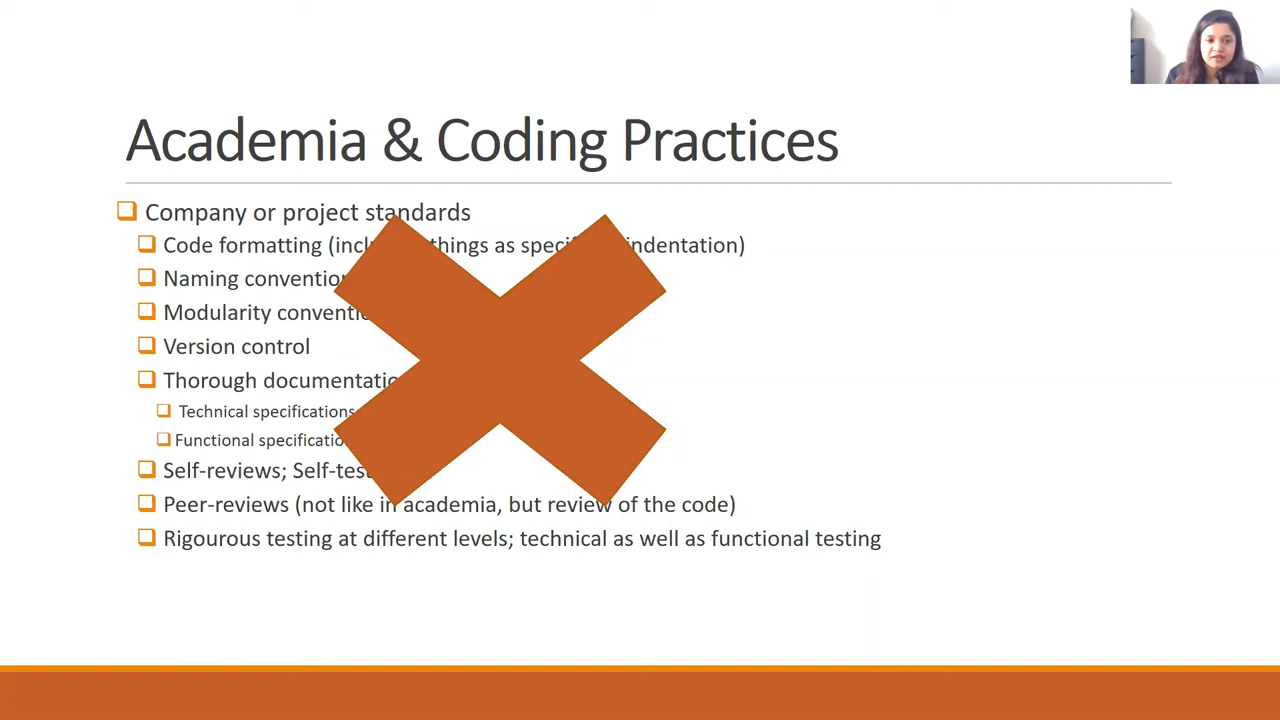 Academia & Coding Practices
Company or project standards
Code formatting (incl things as specif indentation)
Naming convention
Modularity conventi
Version control
Thorough documentatio
Technical specifications
Functional specificatio
Self-reviews; Self-test
Peer-reviews (not like in academia, but review of the code)
Rigourous testing at different levels; technical as well as functional testing